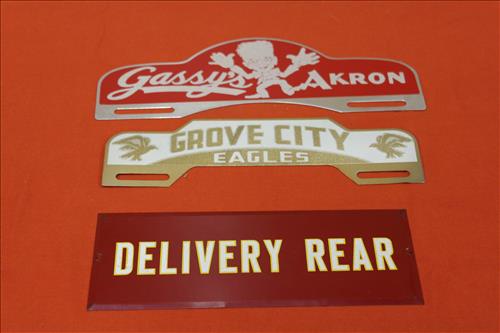 Gassy's AKRON
GROVE CITY
EAGLES
DELIVERY REAR